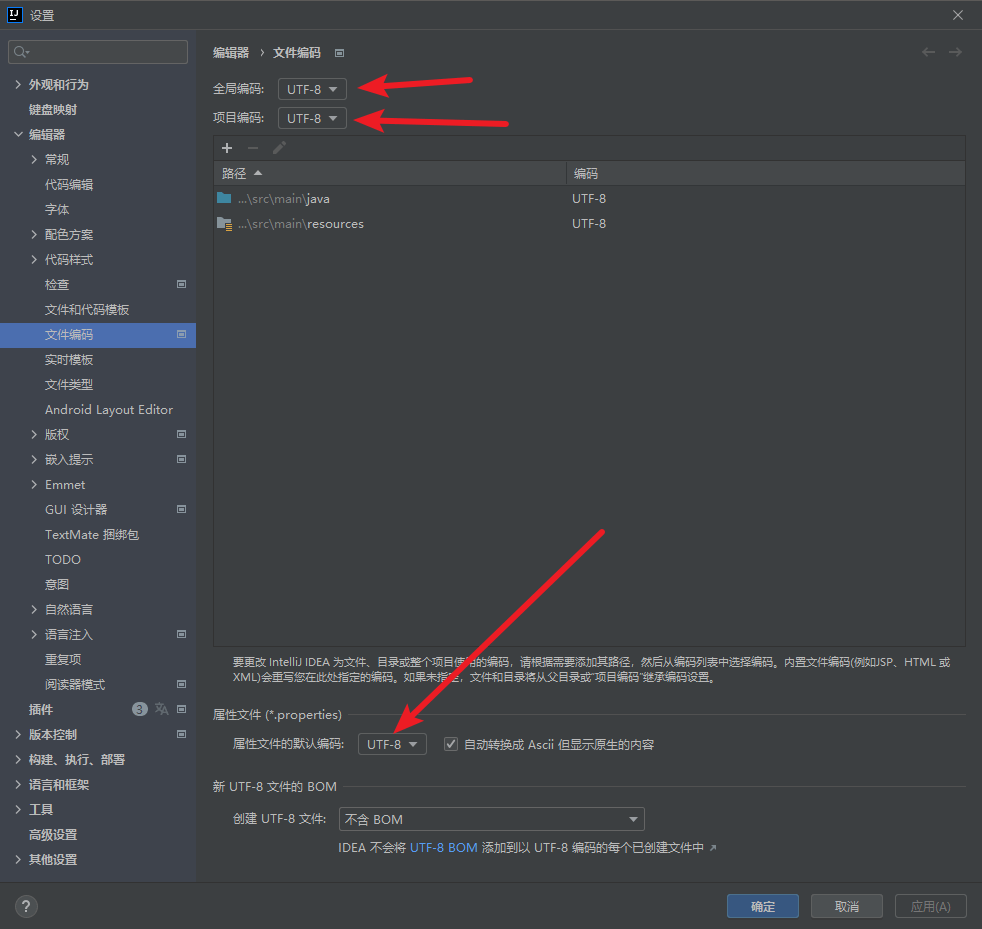 设置
编辑器 › 文件编码
全局编码: UTF-8
项目编码: UTF-8
路径 编码
...\src\main\java UTF-8
...\src\main\resources UTF-8
要更改 IntelliJ IDEA 为文件、目录或整个项目使用的编码，请根据需要添加其路径，然后从编码列表中选择编码。内置文件编码(例如JSP、HTML 或
XML)会重写您在此处指定的编码。如果未指定，文件和目录将从父目录或"项目编码"继承编码设置。
属性文件 (*.properties)
属性文件的默认编码: UTF-8 自动转换成 Ascii 但显示原生的内容
新 UTF-8 文件的 BOM
创建 UTF-8 文件: 不含 BOM
IDEA 不会将 UTF-8 BOM 添加到以 UTF-8 编码的每个已创建文件中 ↗
外观和行为
键盘映射
编辑器
常规
代码编辑
字体
配色方案
代码样式
检查
文件和代码模板
文件编码
实时模板
文件类型
Android Layout Editor
版权
嵌入提示
Emmet
GUI 设计器
TextMate 捆绑包
TODO
意图
自然语言
语言注入
重复项
阅读器模式
插件 3
版本控制
构建、执行、部署
语言和框架
工具
高级设置
其他设置
? 确定 取消 应用(A)